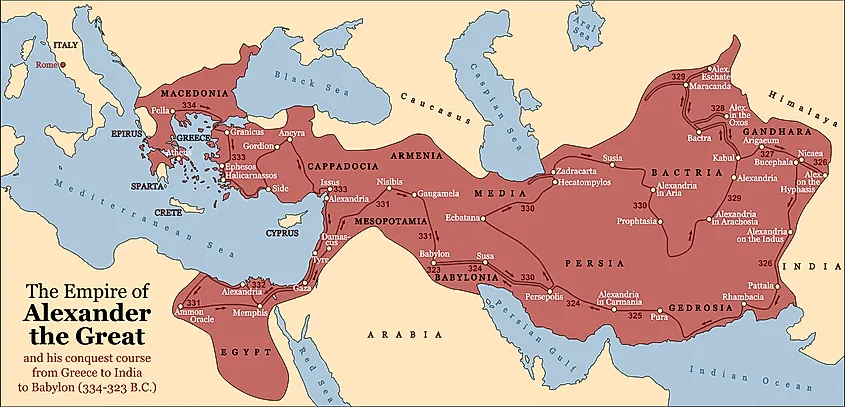 ITALY
Rome
Aral
Sea
Black Sea
Caspian Sea
Caucasus
Himalaya
MACEDONIA
334
Pella
EPIRUS
GREECE
Athens
SPARTA
CRETE
Mediterranean Sea
Granicus
Ancyra
Gordion
333
Ephesos
Halicarnassos
Side
CAPPADOCIA
ARMENIA
Issus
333
Alexandria
Nisibis
331
Gaugamela
MESOPOTAMIA
CYPRUS
Damas-
cus
Tyre
Gaza
332
Alexandria
331
Ammon
Oracle
Memphis
EGYPT
Red Sea
ARABIA
MEDIA
Ecbatana
330
331
Babylon
323
BABYLONIA
324
Susa
330
Persepolis
Persian Gulf
PERSIA
324
Alexandria
in Carmania
325
Pura
GEDROSIA
Rhambacia
Pattala
326
INDIA
Indian Ocean
Zadracarta
Hecatompylos
Susia
BACTRIA
Alexandria
in Aria
330
Prophtasia
Alexandria
in Arachosia
329
Alexandria
Kabul
Bactra
328
Alex.
in the
Oxos
329
Alex.
Eschate
Maracanda
GANDHARA
Arigaeum
327
Bucephala
Nicaea
326
Alex.
on the
Hyphasis
Alexandria
on the Indus
The Empire of
Alexander
the Great
and his conquest course
from Greece to India
to Babylon (334-323 B.C.)